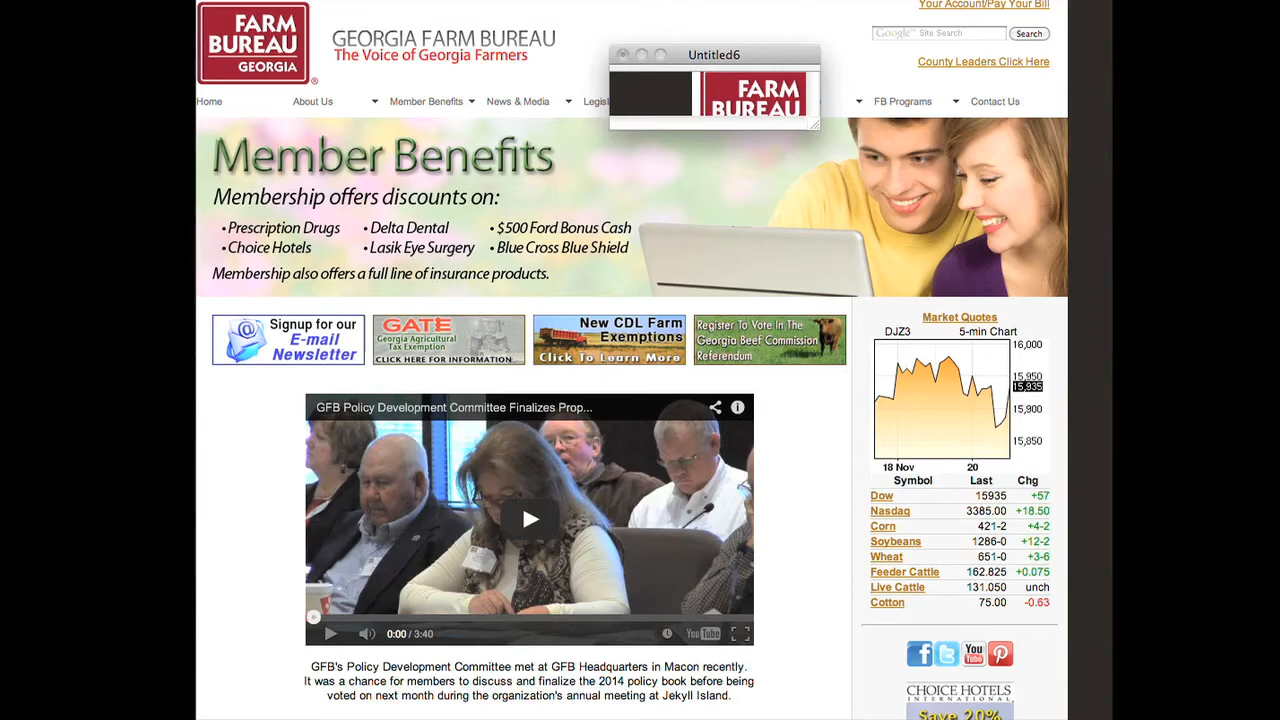 Your Account/Pay Your Bill
FARM
BUREAU
GEORGIA
®
GEORGIA FARM BUREAU
The Voice of Georgia Farmers
Google™ Site Search
Search
County Leaders Click Here
Untitled6
FARM
BUREAU
Home
About Us
Member Benefits
News & Media
Legisl
FB Programs
Contact Us
Member Benefits
Membership offers discounts on:
• Prescription Drugs • Delta Dental • $500 Ford Bonus Cash
• Choice Hotels • Lasik Eye Surgery • Blue Cross Blue Shield
Membership also offers a full line of insurance products.
Signup for our
E-mail
Newsletter
GATE
Georgia Agricultural
Tax Exemption
CLICK HERE FOR INFORMATION
New CDL Farm
Exemptions
Click To Learn More
Register To Vote In The
Georgia Beef Commission
Referendum
GFB Policy Development Committee Finalizes Prop...
0:00 / 3:40
YouTube
GFB's Policy Development Committee met at GFB Headquarters in Macon recently.
It was a chance for members to discuss and finalize the 2014 policy book before being
voted on next month during the organization's annual meeting at Jekyll Island.
Market Quotes
DJZ3 5-min Chart
16,000
15,950
15,935
15,900
15,850
18 Nov 20
Symbol Last Chg
Dow 15935 +57
Nasdaq 3385.00 +18.50
Corn 421-2 +4-2
Soybeans 1286-0 +12-2
Wheat 651-0 +3-6
Feeder Cattle 162.825 +0.075
Live Cattle 131.050 unch
Cotton 75.00 -0.63
You
Tube
CHOICE HOTELS
INTERNATIONAL
Save 20%